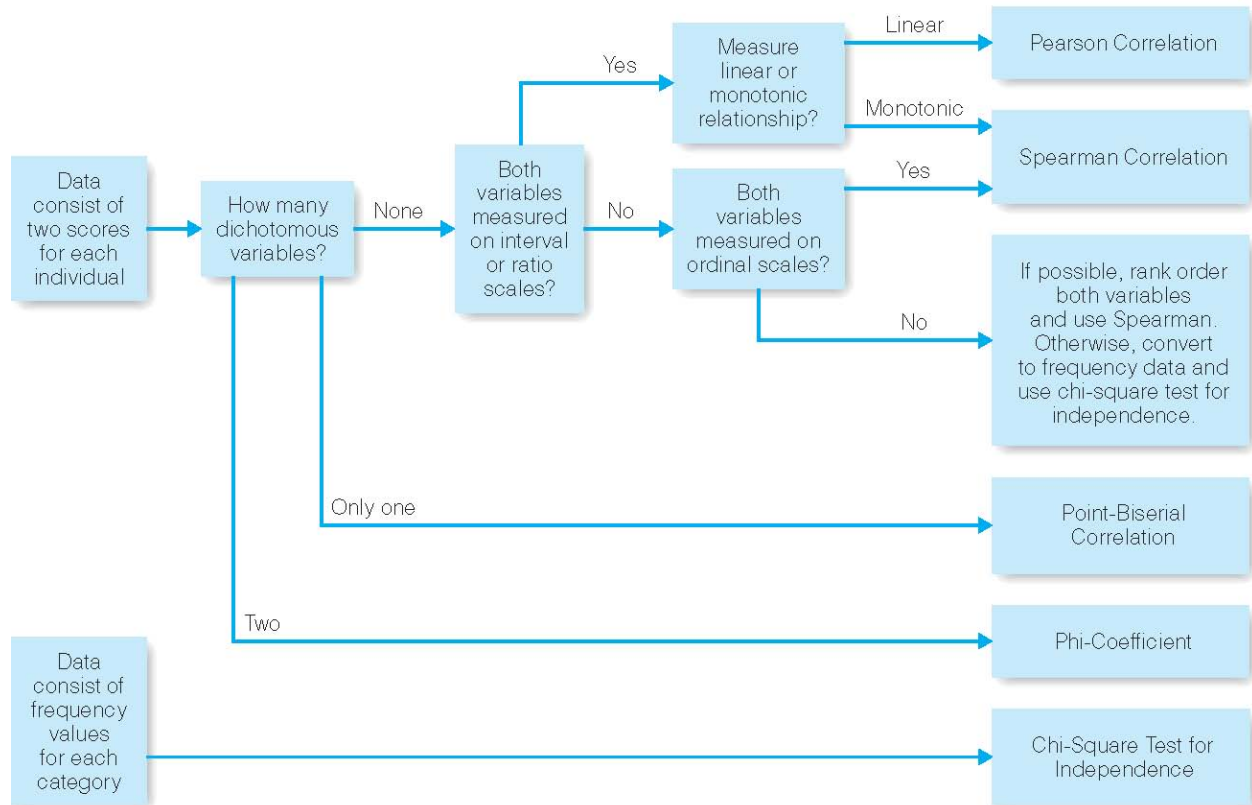 Data
consist of
two scores
for each
individual
How many
dichotomous
variables?
None
Both
variables
measured
on interval
or ratio
scales?
Yes
Measure
linear or
monotonic
relationship?
Linear
Pearson Correlation
Monotonic
Spearman Correlation
No
Both
variables
measured on
ordinal scales?
Yes
No
If possible, rank order
both variables
and use Spearman.
Otherwise, convert
to frequency data and
use chi-square test for
independence.
Only one
Point-Biserial
Correlation
Two
Phi-Coefficient
Data
consist of
frequency
values
for each
category
Chi-Square Test for
Independence